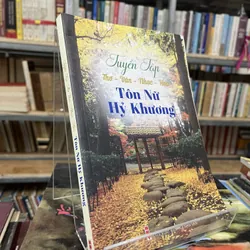 Tuyển Tập
Thơ - Văn - Nhạc
Tôn Nữ
Hỷ Khương
Tôn Nữ Hỷ Khương